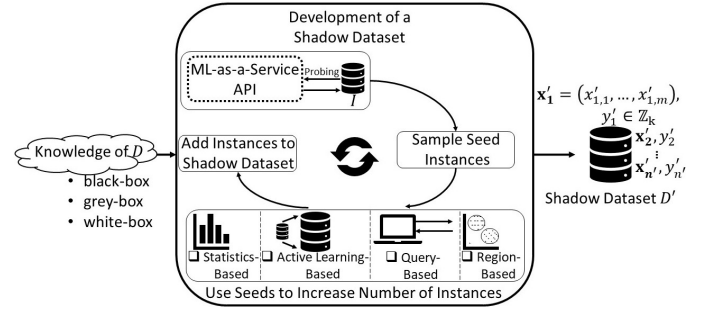 Development of a
Shadow Dataset
ML-as-a-Service
API
Probing
I
𝐱′₁ = (x′₁,₁, …, x′₁,ₘ),
y′₁ ∈ ℤₖ
𝐱′₂, y′₂
⋮
𝐱′ₙ′, y′ₙ′
Shadow Dataset D′
Knowledge of D
• black-box
• grey-box
• white-box
Add Instances to
Shadow Dataset
Sample Seed
Instances
❑ Statistics-
Based
❑ Active Learning-
Based
❑ Query-
Based
❑ Region-
Based
Use Seeds to Increase Number of Instances